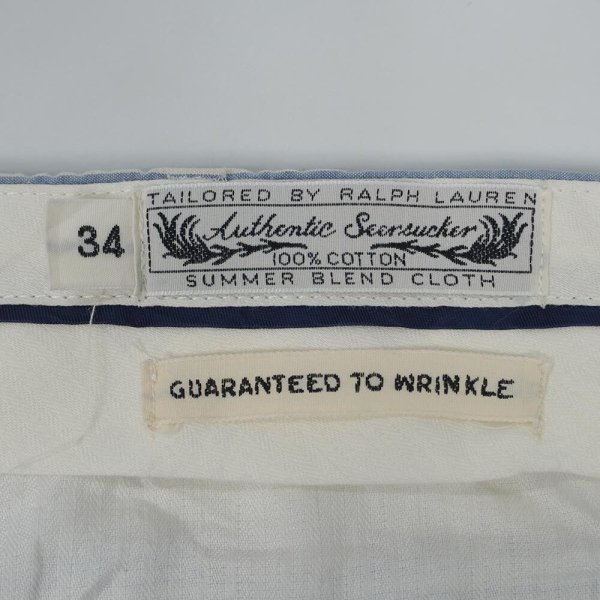 34
TAILORED BY RALPH LAUREN
Authentic Seersucker
100% COTTON
SUMMER BLEND CLOTH
GUARANTEED TO WRINKLE